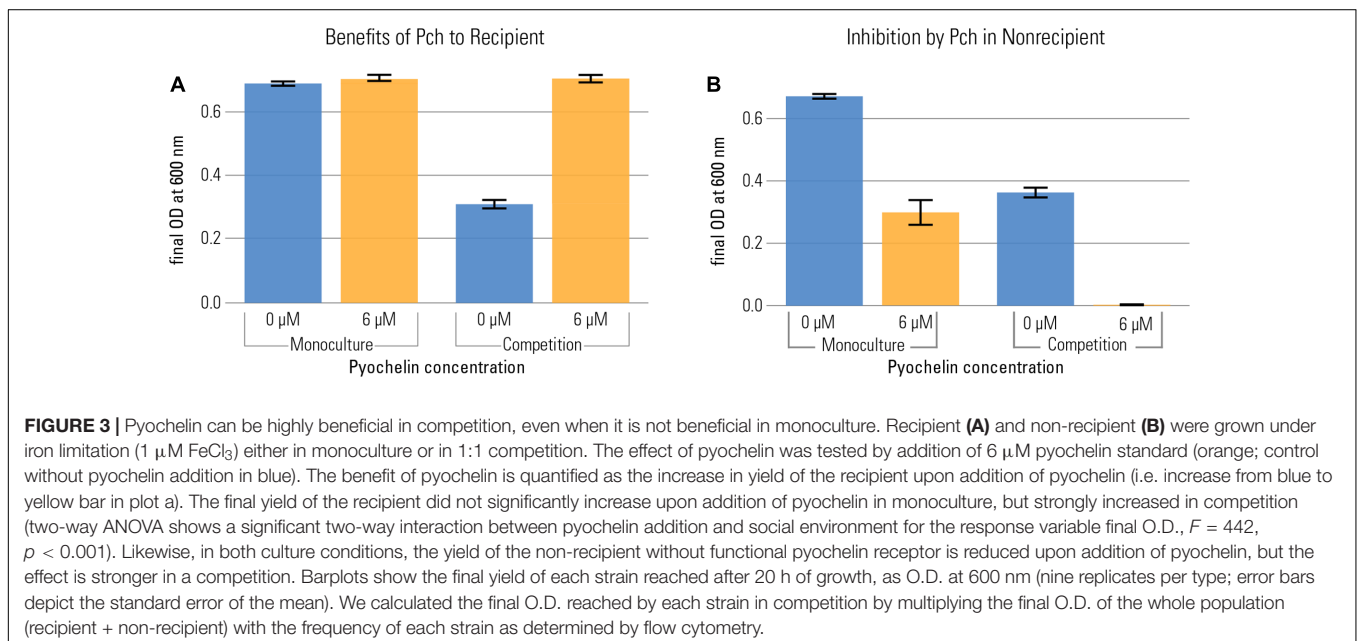 Benefits of Pch to Recipient
A
final OD at 600 nm
0.6
0.4
0.2
0.0
0 µM 6 µM 0 µM 6 µM
Monoculture Competition
Pyochelin concentration
Inhibition by Pch in Nonrecipient
B
final OD at 600 nm
0.6
0.4
0.2
0.0
0 µM 6 µM 0 µM 6 µM
Monoculture Competition
Pyochelin concentration
FIGURE 3 | Pyochelin can be highly beneficial in competition, even when it is not beneficial in monoculture. Recipient (A) and non-recipient (B) were grown under
iron limitation (1 µM FeCl₃) either in monoculture or in 1:1 competition. The effect of pyochelin was tested by addition of 6 µM pyochelin standard (orange; control
without pyochelin addition in blue). The benefit of pyochelin is quantified as the increase in yield of the recipient upon addition of pyochelin (i.e. increase from blue to
yellow bar in plot a). The final yield of the recipient did not significantly increase upon addition of pyochelin in monoculture, but strongly increased in competition
(two-way ANOVA shows a significant two-way interaction between pyochelin addition and social environment for the response variable final O.D., F = 442,
p < 0.001). Likewise, in both culture conditions, the yield of the non-recipient without functional pyochelin receptor is reduced upon addition of pyochelin, but the
effect is stronger in a competition. Barplots show the final yield of each strain reached after 20 h of growth, as O.D. at 600 nm (nine replicates per type; error bars
depict the standard error of the mean). We calculated the final O.D. reached by each strain in competition by multiplying the final O.D. of the whole population
(recipient + non-recipient) with the frequency of each strain as determined by flow cytometry.